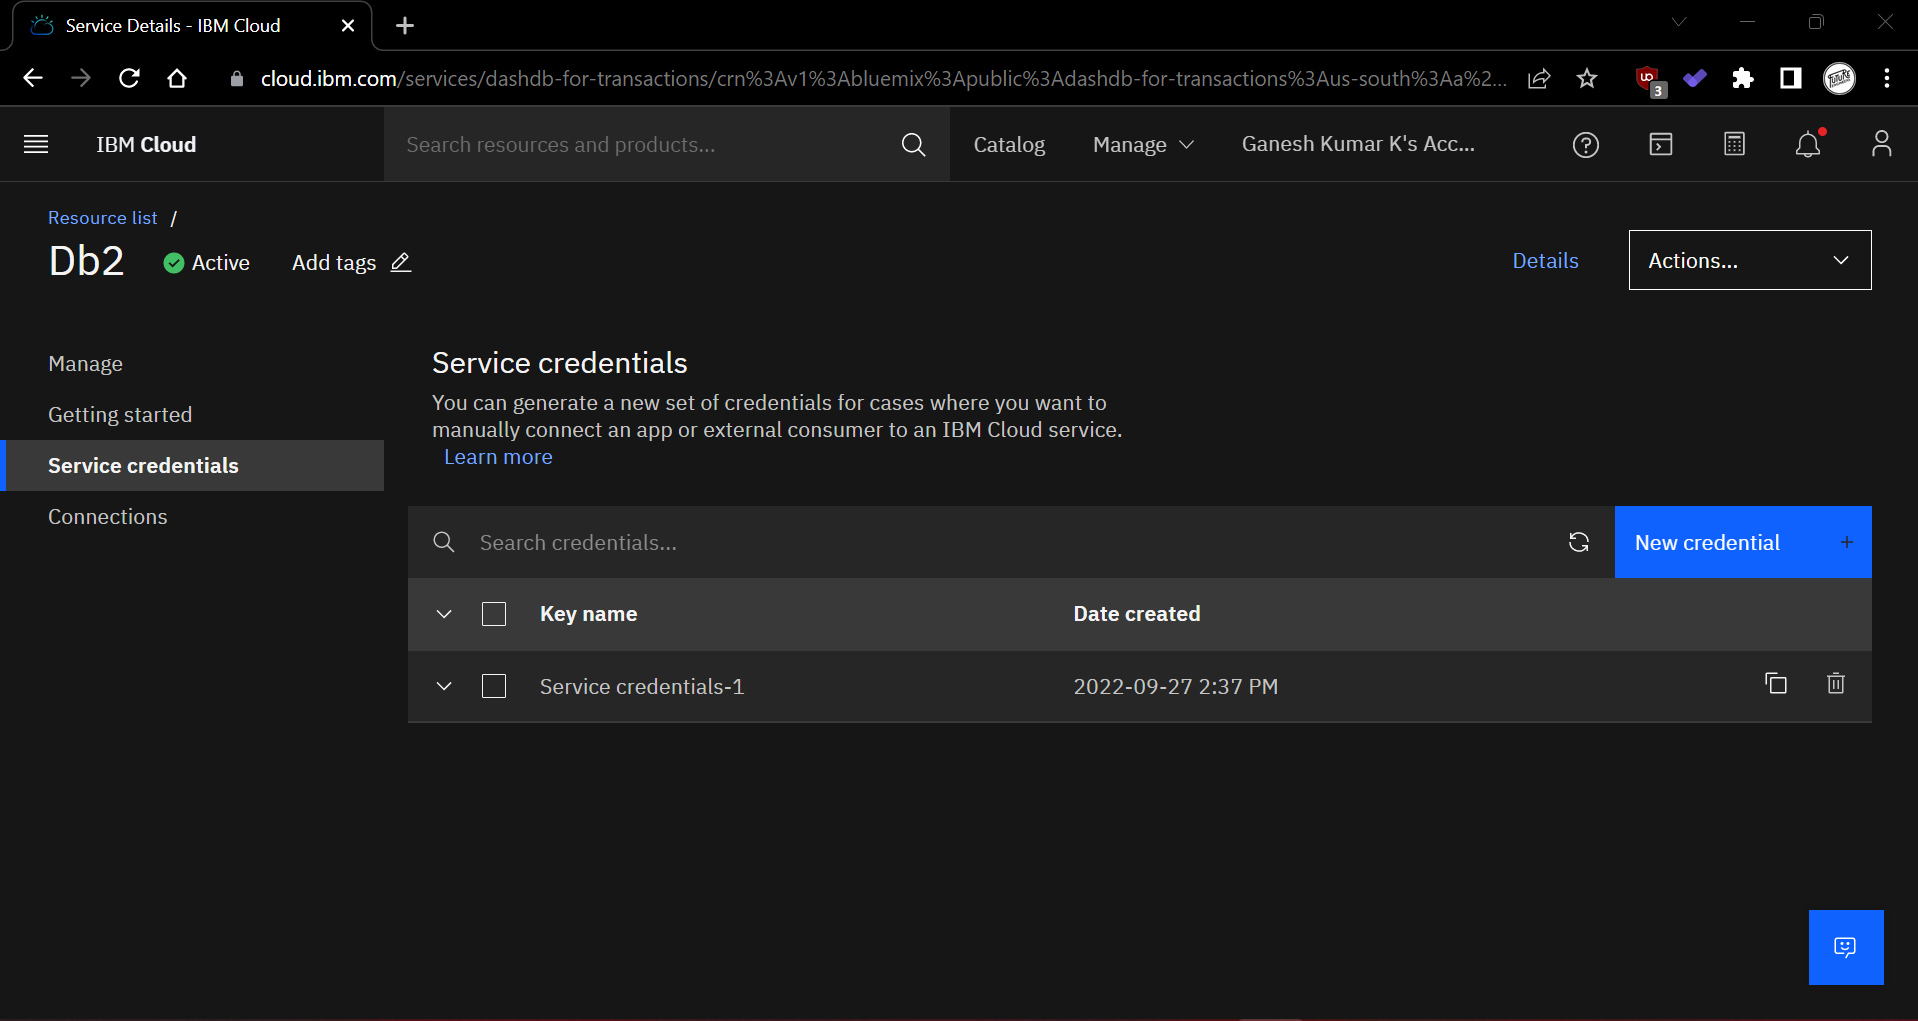 Service Details - IBM Cloud
cloud.ibm.com/services/dashdb-for-transactions/crn%3Av1%3Abluemix%3Apublic%3Adashdb-for-transactions%3Aus-south%3Aa%2...
3
IBM Cloud
Search resources and products...
Catalog
Manage
Ganesh Kumar K's Acc...
Resource list /
Db2
Active
Add tags
Details
Actions...
Manage
Getting started
Service credentials
Connections
Service credentials
You can generate a new set of credentials for cases where you want to
manually connect an app or external consumer to an IBM Cloud service.
Learn more
Search credentials...
New credential +
Key name
Date created
Service credentials-1
2022-09-27 2:37 PM